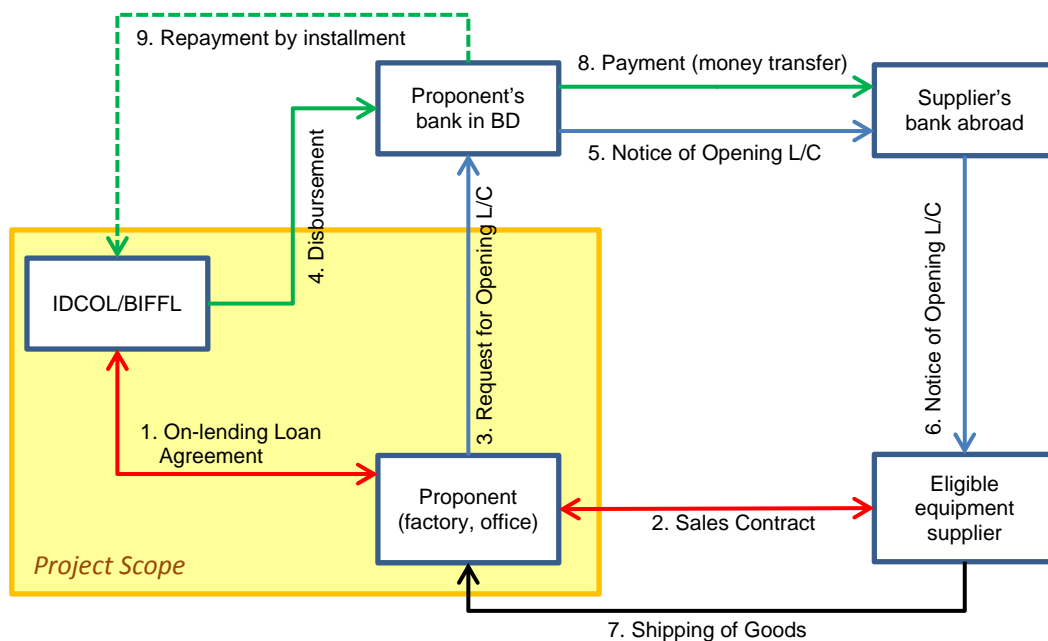 9. Repayment by installment
Proponent’s
bank in BD
8. Payment (money transfer)
Supplier’s
bank abroad
5. Notice of Opening L/C
4. Disbursement
3. Request for Opening L/C
6. Notice of Opening L/C
IDCOL/BIFFL
1. On-lending Loan
Agreement
Proponent
(factory, office)
2. Sales Contract
Eligible
equipment
supplier
Project Scope
7. Shipping of Goods